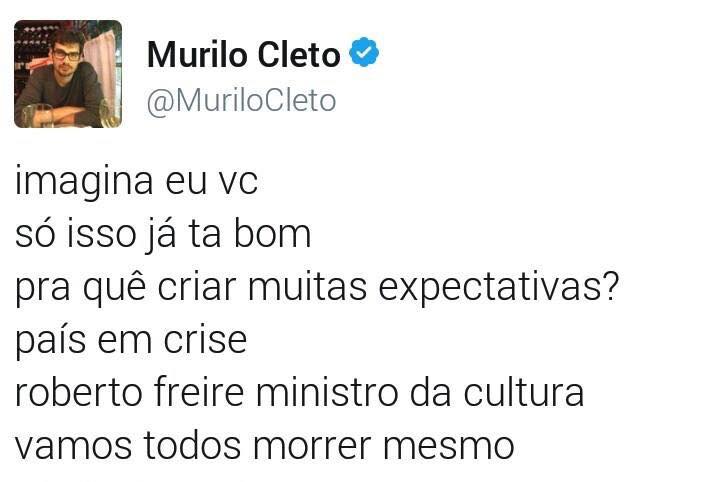 Murilo Cleto
@MuriloCleto
imagina eu vc
só isso já ta bom
pra quê criar muitas expectativas?
país em crise
roberto freire ministro da cultura
vamos todos morrer mesmo